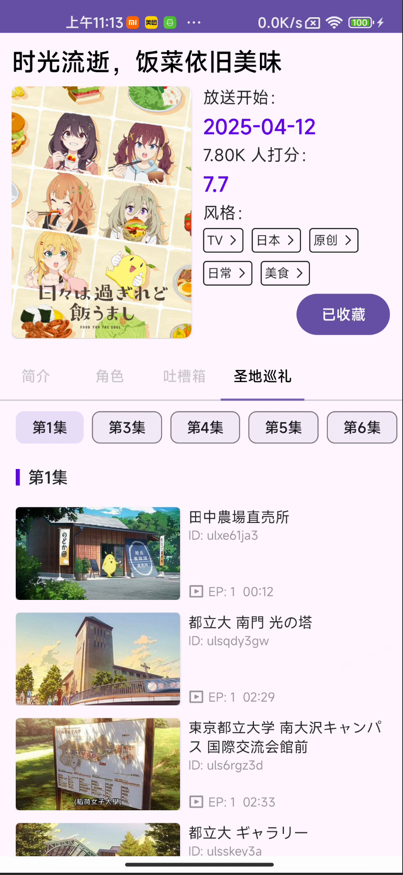 上午11:13
0.0K/s
100
时光流逝，饭菜依旧美味
放送开始：
2025-04-12
7.80K 人打分：
7.7
风格：
TV
日本
原创
日常
美食
已收藏
日々は過ぎれど
飯うまし
FOOD FOR THE SOUL
简介
角色
吐槽箱
圣地巡礼
第1集
第3集
第4集
第5集
第6集
第1集
田中農場直売所
ID: ulxe61ja3
EP: 1 00:12
都立大 南門 光の塔
ID: ulsqdy3gw
EP: 1 02:29
東京都立大学 南大沢キャンパ
ス 国際交流会館前
ID: uls6rgz3d
EP: 1 02:33
都立大 ギャラリー
ID: ulsskev3a